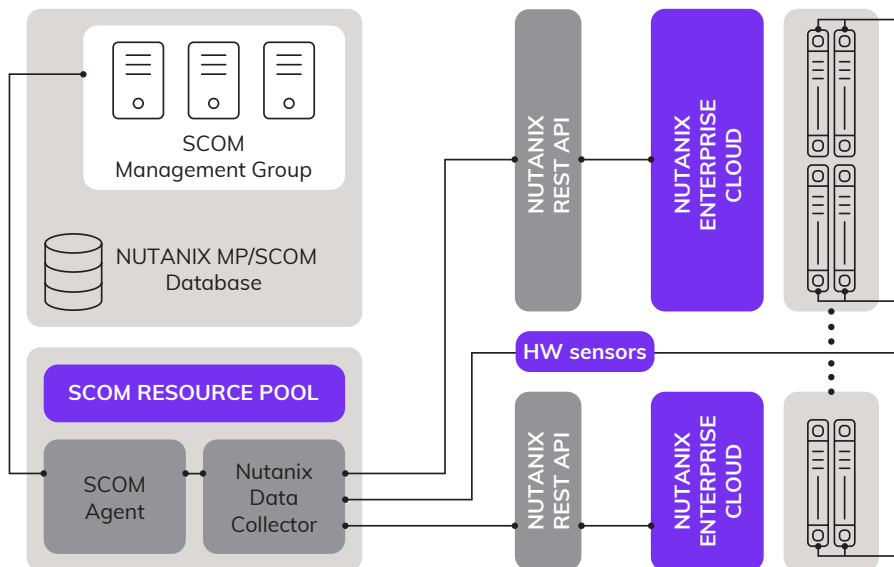 SCOM
Management Group
NUTANIX MP/SCOM
Database
SCOM RESOURCE POOL
SCOM
Agent
Nutanix
Data
Collector
NUTANIX
REST API
NUTANIX
ENTERPRISE
CLOUD
HW sensors
NUTANIX
REST API
NUTANIX
ENTERPRISE
CLOUD